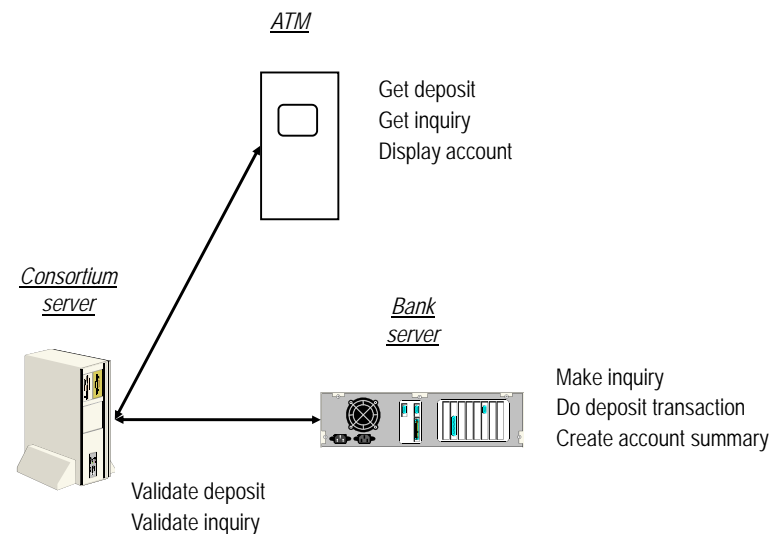 ATM
Get deposit
Get inquiry
Display account
Consortium
server
Bank
server
Make inquiry
Do deposit transaction
Create account summary
Validate deposit
Validate inquiry